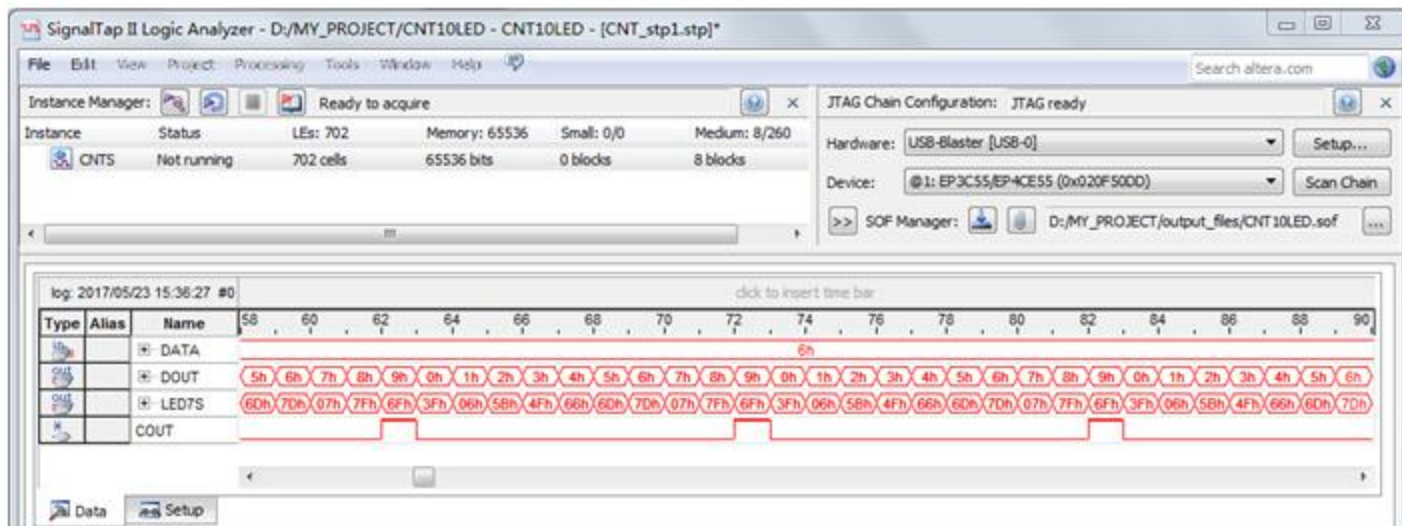 SignalTap II Logic Analyzer - D:/MY_PROJECT/CNT10LED - CNT10LED - [CNT_stp1.stp]*
File Edit View Project Processing Tools Window Help
Search altera.com
Instance Manager: Ready to acquire
JTAG Chain Configuration: JTAG ready
Instance Status LEs: 702 Memory: 65536 Small: 0/0 Medium: 8/260
CNTS Not running 702 cells 65536 bits 0 blocks 8 blocks
Hardware: USB-Blaster [USB-0] Setup...
Device: @1: EP3C55/EP4CE55 (0x020F50DD) Scan Chain
>> SOF Manager: D:/MY_PROJECT/output_files/CNT10LED.sof ...
log: 2017/05/23 15:36:27 #0 click to insert time bar
Type Alias Name 58 60 62 64 66 68 70 72 74 76 78 80 82 84 86 88 90
DATA 6h
out DOUT 5h 6h 7h 8h 9h 0h 1h 2h 3h 4h 5h 6h 7h 8h 9h 0h 1h 2h 3h 4h 5h 6h 7h 8h 9h 0h 1h 2h 3h 4h 5h 6h
out LED7S 6Dh 7Dh 07h 7Fh 6Fh 3Fh 06h 5Bh 4Fh 66h 6Dh 7Dh 07h 7Fh 6Fh 3Fh 06h 5Bh 4Fh 66h 6Dh 7Dh 07h 7Fh 6Fh 3Fh 06h 5Bh 4Fh 66h 6Dh 7Dh
COUT
Data Setup